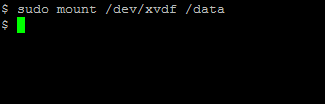 $ sudo mount /dev/xvdf /data
$